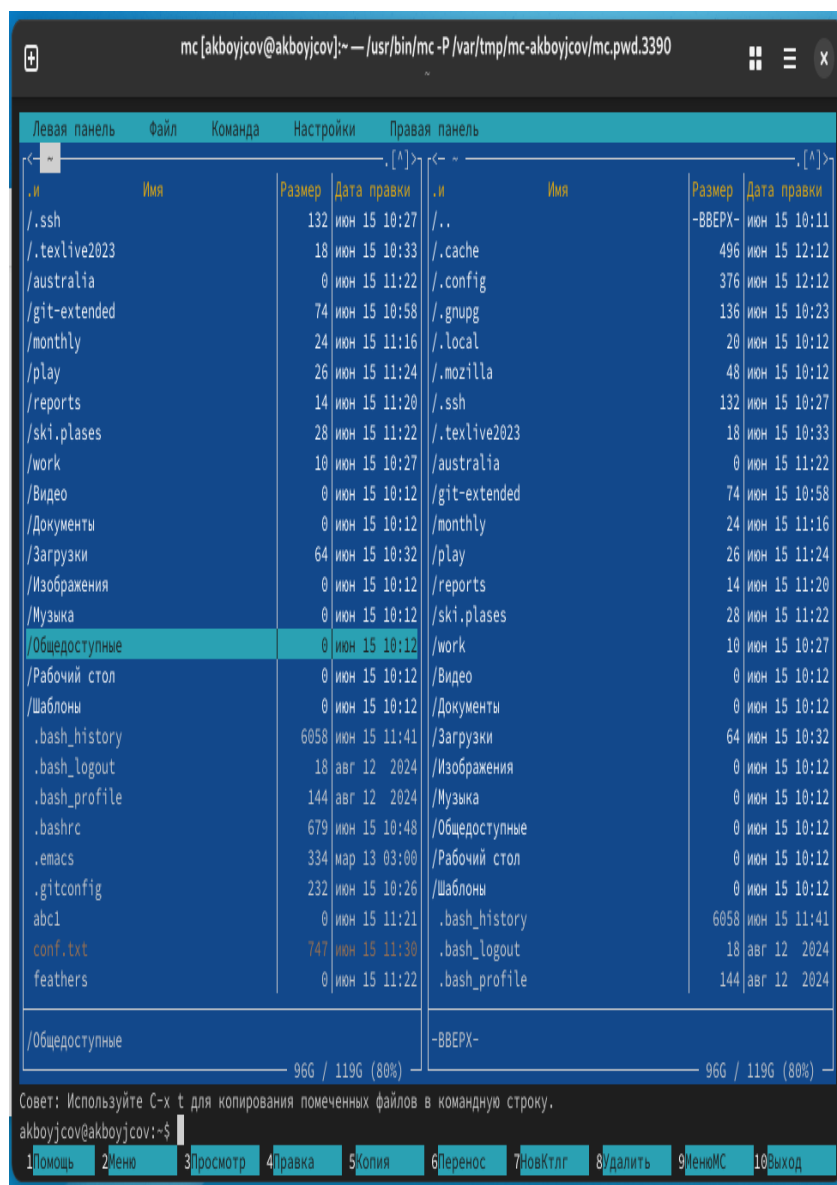 mc [akboyjcov@akboyjcov]:~ — /usr/bin/mc -P /var/tmp/mc-akboyjcov/mc.pwd.3390
~
Левая панель Файл Команда Настройки Правая панель
<- ~ .[^]>
.и Имя Размер Дата правки
/.ssh 132 июн 15 10:27
/.texlive2023 18 июн 15 10:33
/australia 0 июн 15 11:22
/git-extended 74 июн 15 10:58
/monthly 24 июн 15 11:16
/play 26 июн 15 11:24
/reports 14 июн 15 11:20
/ski.plases 28 июн 15 11:22
/work 10 июн 15 10:27
/Видео 0 июн 15 10:12
/Документы 0 июн 15 10:12
/Загрузки 64 июн 15 10:32
/Изображения 0 июн 15 10:12
/Музыка 0 июн 15 10:12
/Общедоступные 0 июн 15 10:12
/Рабочий стол 0 июн 15 10:12
/Шаблоны 0 июн 15 10:12
.bash_history 6058 июн 15 11:41
.bash_logout 18 авг 12 2024
.bash_profile 144 авг 12 2024
.bashrc 679 июн 15 10:48
.emacs 334 мар 13 03:00
.gitconfig 232 июн 15 10:26
abc1 0 июн 15 11:21
conf.txt 747 июн 15 11:30
feathers 0 июн 15 11:22
/Общедоступные
96G / 119G (80%)
<- ~ .[^]>
.и Имя Размер Дата правки
/.. -ВВЕРХ- июн 15 10:11
/.cache 496 июн 15 12:12
/.config 376 июн 15 12:12
/.gnupg 136 июн 15 10:23
/.local 20 июн 15 10:12
/.mozilla 48 июн 15 10:12
/.ssh 132 июн 15 10:27
/.texlive2023 18 июн 15 10:33
/australia 0 июн 15 11:22
/git-extended 74 июн 15 10:58
/monthly 24 июн 15 11:16
/play 26 июн 15 11:24
/reports 14 июн 15 11:20
/ski.plases 28 июн 15 11:22
/work 10 июн 15 10:27
/Видео 0 июн 15 10:12
/Документы 0 июн 15 10:12
/Загрузки 64 июн 15 10:32
/Изображения 0 июн 15 10:12
/Музыка 0 июн 15 10:12
/Общедоступные 0 июн 15 10:12
/Рабочий стол 0 июн 15 10:12
/Шаблоны 0 июн 15 10:12
.bash_history 6058 июн 15 11:41
.bash_logout 18 авг 12 2024
.bash_profile 144 авг 12 2024
-ВВЕРХ-
96G / 119G (80%)
Совет: Используйте C-x t для копирования помеченных файлов в командную строку.
akboyjcov@akboyjcov:~$
1Помощь 2Меню 3Просмотр 4Правка 5Копия 6Перенос 7НовКтлг 8Удалить 9МенюМС 10Выход